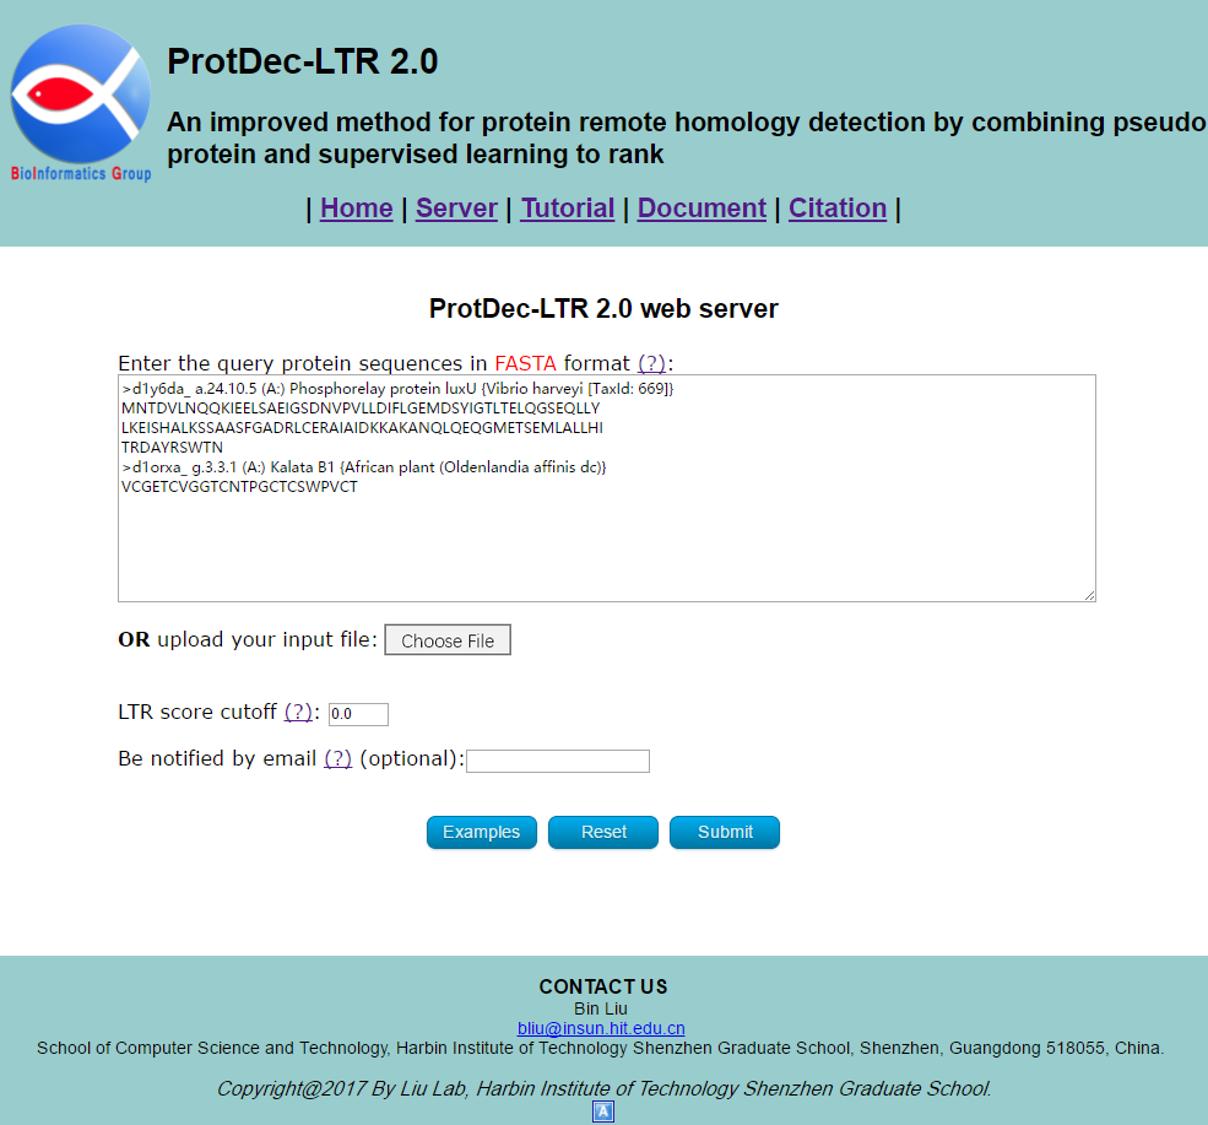 ProtDec-LTR 2.0
An improved method for protein remote homology detection by combining pseudo
protein and supervised learning to rank
BioInformatics Group
| Home | Server | Tutorial | Document | Citation |
ProtDec-LTR 2.0 web server
Enter the query protein sequences in FASTA format (?):
>d1y6da_ a.24.10.5 (A:) Phosphorelay protein luxU {Vibrio harveyi [TaxId: 669]}
MNTDVLNQQKIEELSAEIGSDNVPVLLDIFLGEMDSYIGTLTELQGSEQLLY
LKEISHALKSSAASFGADRLCERAIAIDKKAKANQLQEQGMETSEMLALLHI
TRDAYRSWTN
>d1orxa_ g.3.3.1 (A:) Kalata B1 {African plant (Oldenlandia affinis dc)}
VCGETCVGGTCNTPGCTCSWPVCT
OR upload your input file: Choose File
LTR score cutoff (?): 0.0
Be notified by email (?) (optional):
Examples Reset Submit
CONTACT US
Bin Liu
bliu@insun.hit.edu.cn
School of Computer Science and Technology, Harbin Institute of Technology Shenzhen Graduate School, Shenzhen, Guangdong 518055, China.
Copyright@2017 By Liu Lab, Harbin Institute of Technology Shenzhen Graduate School.
A